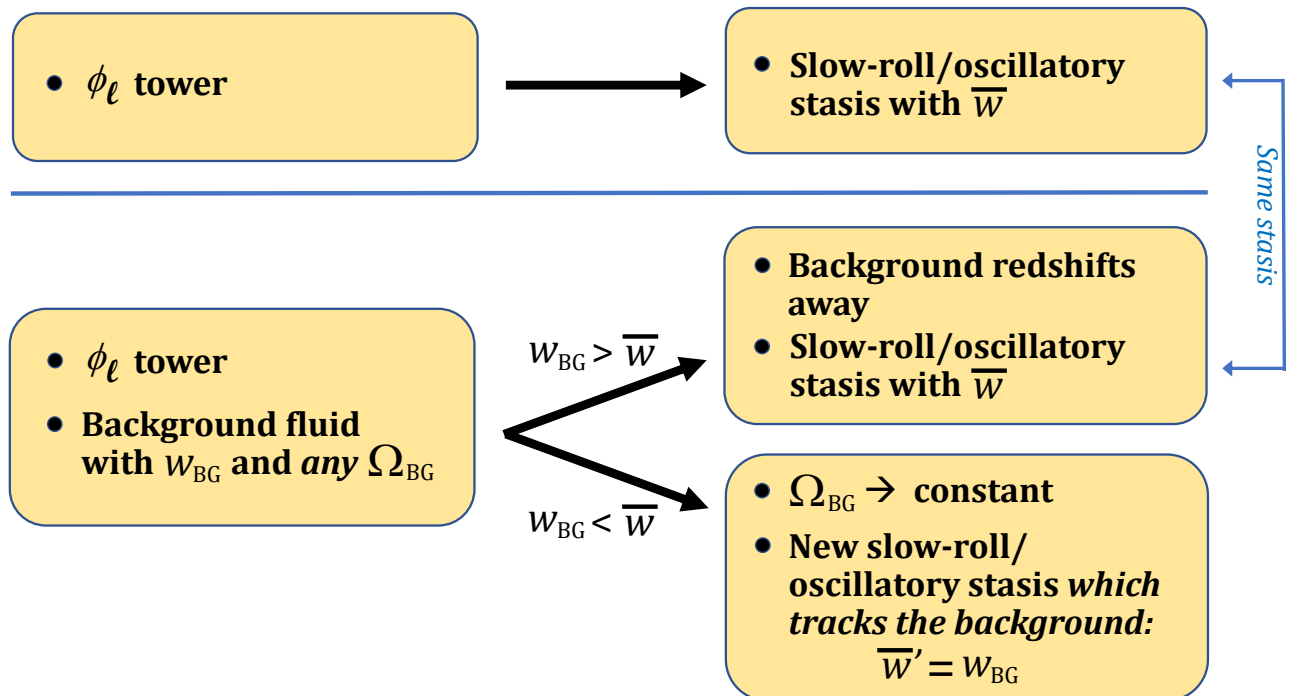 • ϕ_ℓ tower
• Slow-roll/oscillatory
stasis with w̅
Same stasis
• ϕ_ℓ tower
• Background fluid
with w_BG and any Ω_BG
w_BG > w̅
w_BG < w̅
• Background redshifts
away
• Slow-roll/oscillatory
stasis with w̅
• Ω_BG → constant
• New slow-roll/
oscillatory stasis which
tracks the background:
w̅′ = w_BG